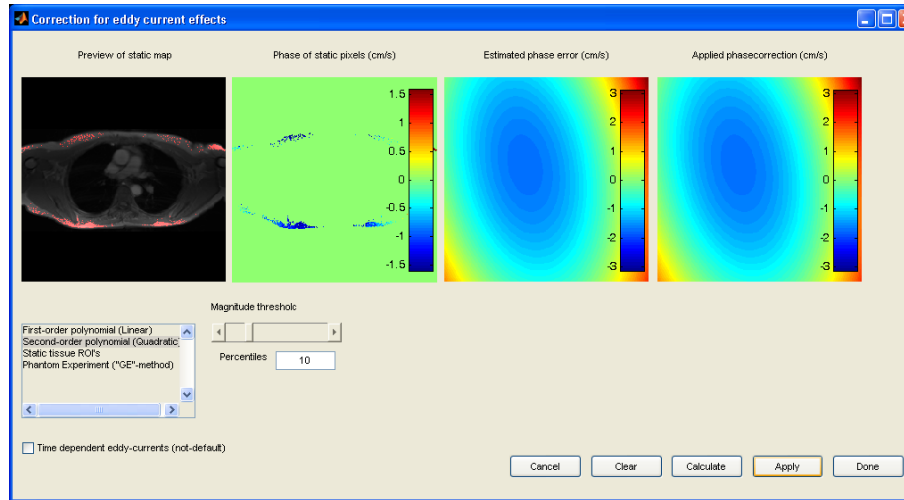 Correction for eddy current effects
Preview of static map
Phase of static pixels (cm/s)
Estimated phase error (cm/s)
Applied phasecorrection (cm/s)
1.5
1
0.5
0
-0.5
-1
-1.5
3
2
1
0
-1
-2
-3
3
2
1
0
-1
-2
-3
Magnitude threshold
First-order polynomial (Linear)
Second-order polynomial (Quadratic)
Static tissue ROI's
Phantom Experiment ("GE"-method)
Percentiles
10
Time dependent eddy-currents (not-default)
Cancel
Clear
Calculate
Apply
Done